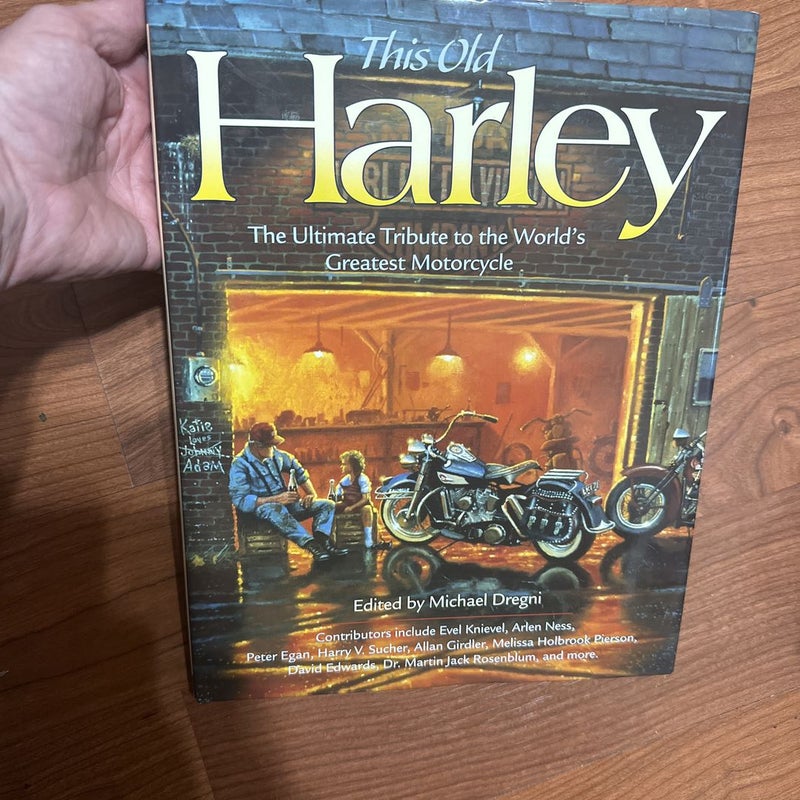 This Old
Harley
The Ultimate Tribute to the World's
Greatest Motorcycle
Katie
loves
Johnny
Adam
Edited by Michael Dregni
Contributors include Evel Knievel, Arlen Ness,
Peter Egan, Harry V. Sucher, Allan Girdler, Melissa Holbrook Pierson,
David Edwards, Dr. Martin Jack Rosenblum, and more.